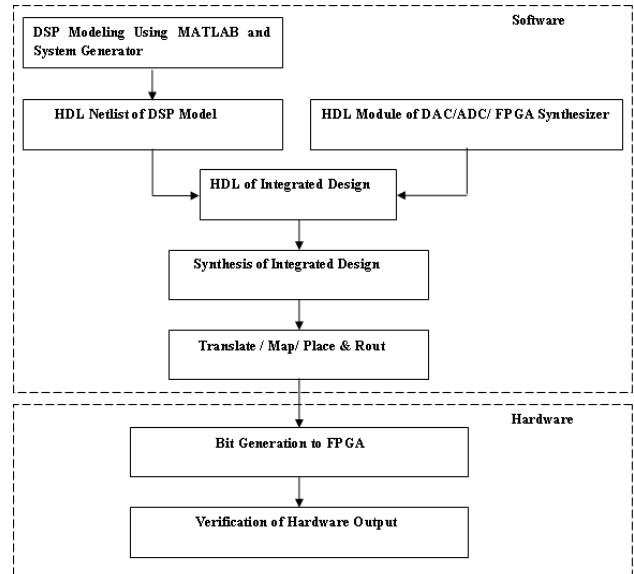 Software
DSP Modeling Using MATLAB and
System Generator
HDL Netlist of DSP Model
HDL Module of DAC/ADC/ FPGA Synthesizer
HDL of Integrated Design
Synthesis of Integrated Design
Translate / Map/ Place & Rout
Hardware
Bit Generation to FPGA
Verification of Hardware Output